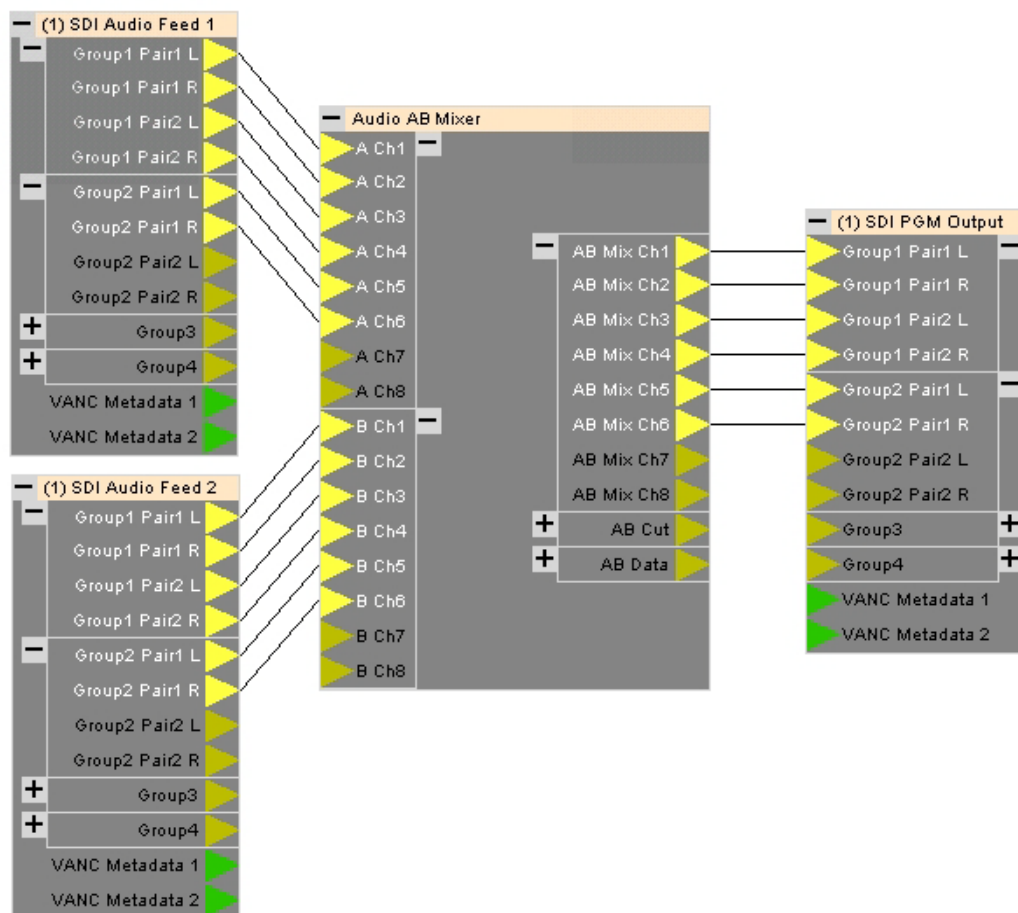 (1) SDI Audio Feed 1
Group1 Pair1 L
Group1 Pair1 R
Group1 Pair2 L
Group1 Pair2 R
Group2 Pair1 L
Group2 Pair1 R
Group2 Pair2 L
Group2 Pair2 R
Group3
Group4
VANC Metadata 1
VANC Metadata 2
(1) SDI Audio Feed 2
Group1 Pair1 L
Group1 Pair1 R
Group1 Pair2 L
Group1 Pair2 R
Group2 Pair1 L
Group2 Pair1 R
Group2 Pair2 L
Group2 Pair2 R
Group3
Group4
VANC Metadata 1
VANC Metadata 2
Audio AB Mixer
A Ch1
A Ch2
A Ch3
A Ch4
A Ch5
A Ch6
A Ch7
A Ch8
B Ch1
B Ch2
B Ch3
B Ch4
B Ch5
B Ch6
B Ch7
B Ch8
AB Mix Ch1
AB Mix Ch2
AB Mix Ch3
AB Mix Ch4
AB Mix Ch5
AB Mix Ch6
AB Mix Ch7
AB Mix Ch8
AB Cut
AB Data
(1) SDI PGM Output
Group1 Pair1 L
Group1 Pair1 R
Group1 Pair2 L
Group1 Pair2 R
Group2 Pair1 L
Group2 Pair1 R
Group2 Pair2 L
Group2 Pair2 R
Group3
Group4
VANC Metadata 1
VANC Metadata 2